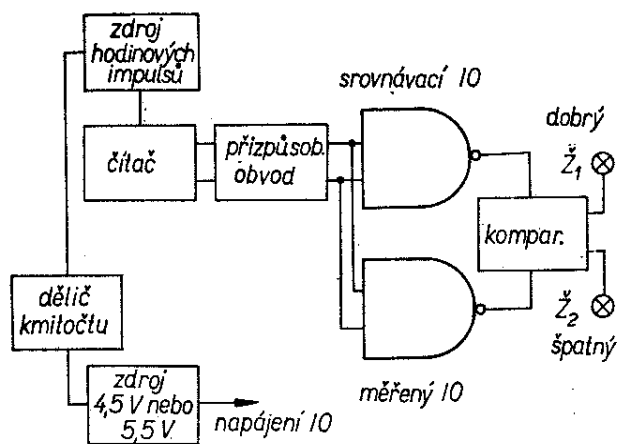 zdroj
hodinových
impulsů
srovnávací IO
dobrý
čítač
přizpůsob.
obvod
Ž1
kompar.
dělič
kmitočtu
Ž2
špatný
zdroj
4,5 V nebo
5,5 V
napájení IO
měřený IO